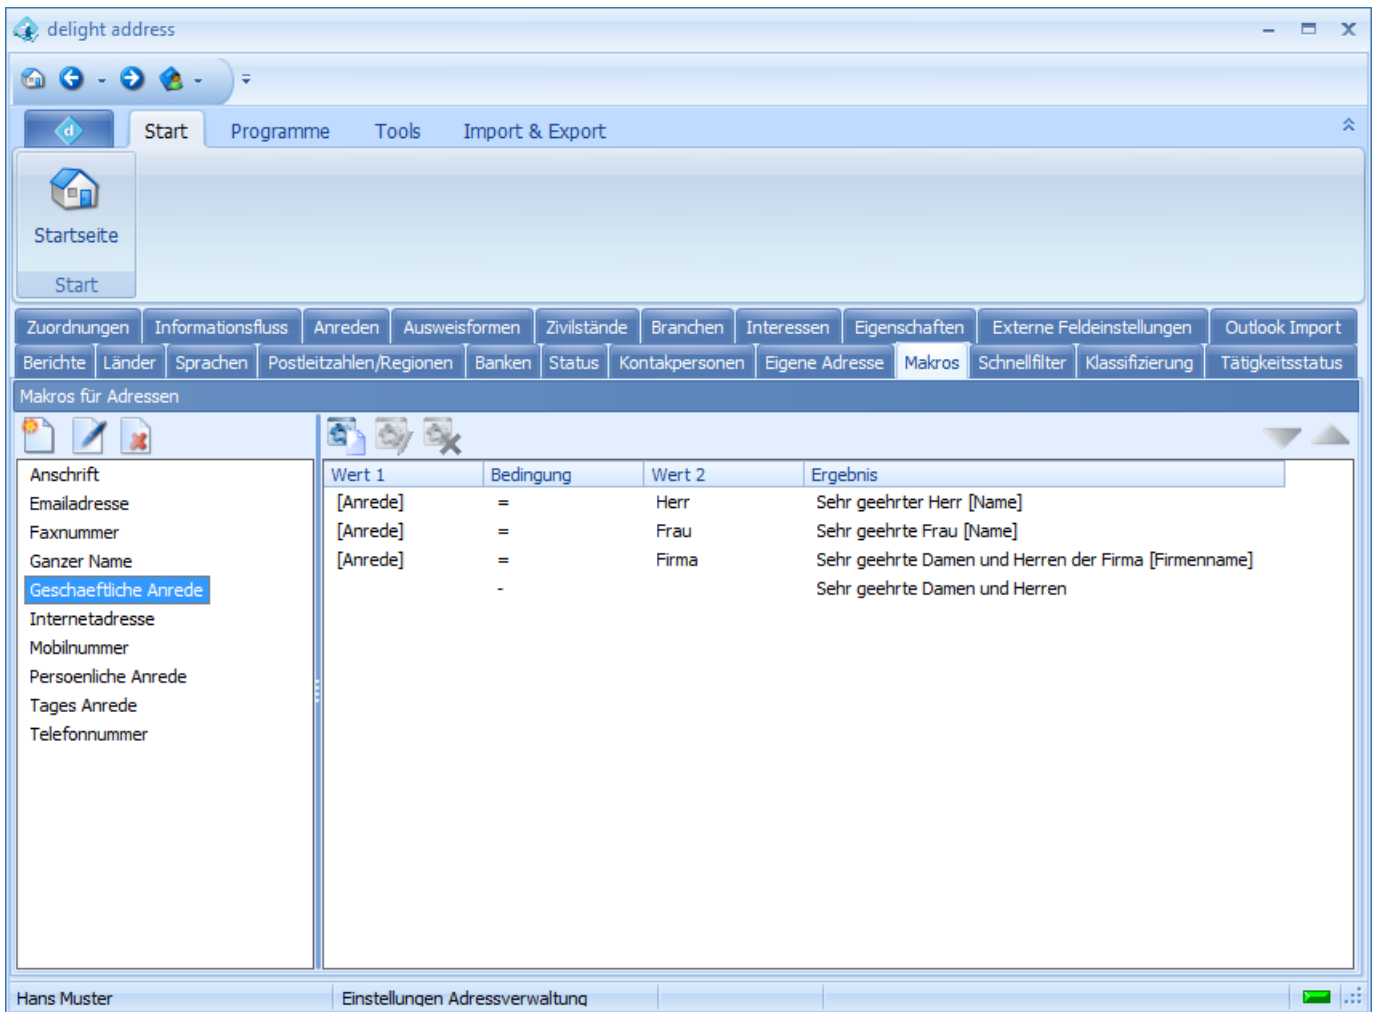 delight address
Start Programme Tools Import & Export
Startseite
Start
Zuordnungen Informationsfluss Anreden Ausweisformen Zivilstände Branchen Interessen Eigenschaften Externe Feldeinstellungen Outlook Import
Berichte Länder Sprachen Postleitzahlen/Regionen Banken Status Kontakpersonen Eigene Adresse Makros Schnellfilter Klassifizierung Tätigkeitsstatus
Makros für Adressen
Anschrift
Emailadresse
Faxnummer
Ganzer Name
Geschaeftliche Anrede
Internetadresse
Mobilnummer
Persoenliche Anrede
Tages Anrede
Telefonnummer
Wert 1 Bedingung Wert 2 Ergebnis
[Anrede] = Herr Sehr geehrter Herr [Name]
[Anrede] = Frau Sehr geehrte Frau [Name]
[Anrede] = Firma Sehr geehrte Damen und Herren der Firma [Firmenname]
- Sehr geehrte Damen und Herren
Hans Muster Einstellungen Adressverwaltung